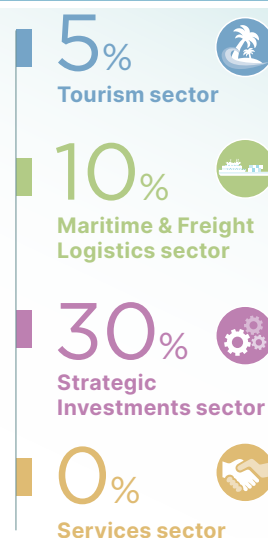 5%
Tourism sector
10%
Maritime & Freight
Logistics sector
30%
Strategic
Investments sector
0%
Services sector